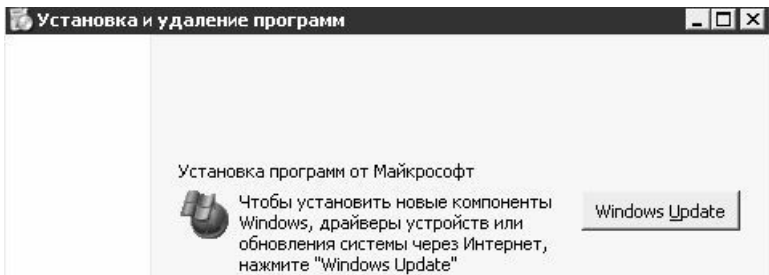 Установка и удаление программ
Установка программ от Майкрософт
Чтобы установить новые компоненты
Windows, драйверы устройств или
обновления системы через Интернет,
нажмите "Windows Update"
Windows Update